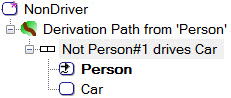 NonDriver
Derivation Path from 'Person'
Not Person#1 drives Car
Person
Car